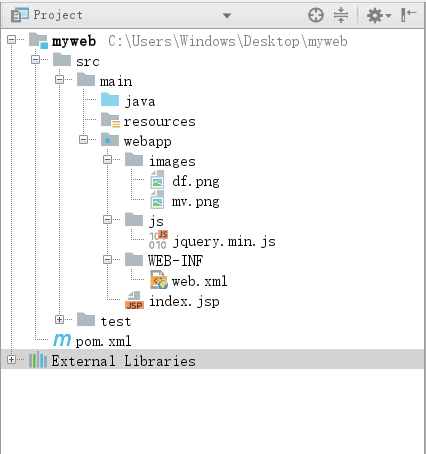 Project
myweb C:\Users\Windows\Desktop\myweb
src
main
java
resources
webapp
images
df.png
mv.png
js
jquery.min.js
WEB-INF
web.xml
index.jsp
test
pom.xml
External Libraries